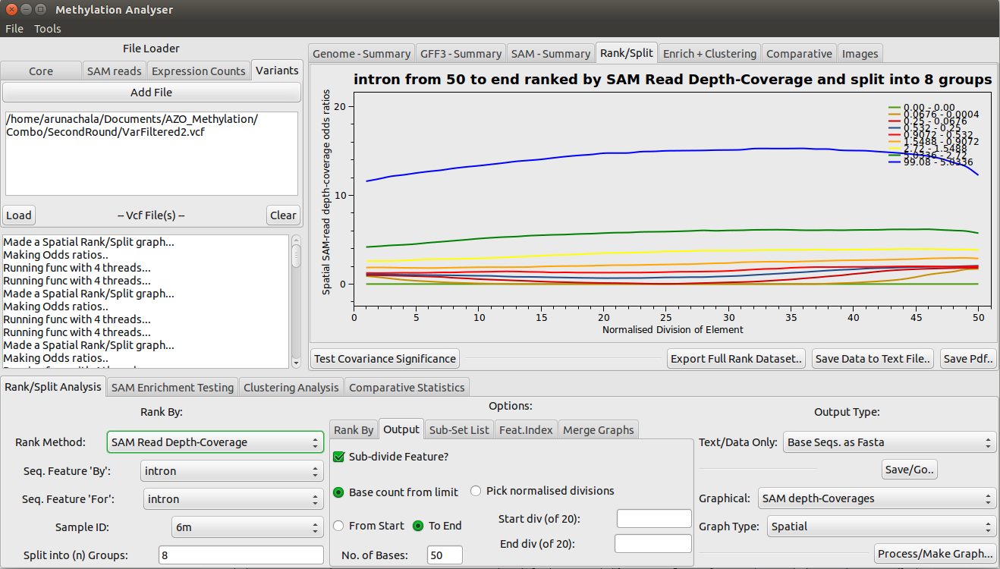 Methylation Analyser
File Tools
File Loader
Core SAM reads Expression Counts Variants
Add File
/home/arunachala/Documents/AZO_Methylation/
Combo/SecondRound/VarFiltered2.vcf
Load -- Vcf File(s) -- Clear
Made a Spatial Rank/Split graph...
Making Odds ratios..
Running func with 4 threads...
Running func with 4 threads...
Made a Spatial Rank/Split graph...
Making Odds ratios..
Running func with 4 threads...
Running func with 4 threads...
Made a Spatial Rank/Split graph...
Making Odds ratios..
Genome - Summary GFF3 - Summary SAM - Summary Rank/Split Enrich + Clustering Comparative Images
intron from 50 to end ranked by SAM Read Depth-Coverage and split into 8 groups
Spatial SAM-read depth-coverage odds ratios
20
10
0
0.00 - 0.00
0.0676 - 0.0004
0.25 - 0.0676
0.532 - 0.25
0.9072 - 0.532
1.5488 - 0.9072
2.72 - 1.5488
5.0336 - 2.72
99.08 - 5.0336
0 5 10 15 20 25 30 35 40 45 50
Normalised Division of Element
Test Covariance Significance Export Full Rank Dataset.. Save Data to Text File.. Save Pdf..
Rank/Split Analysis SAM Enrichment Testing Clustering Analysis Comparative Statistics
Rank By:
Rank Method: SAM Read Depth-Coverage
Seq. Feature 'By': intron
Seq. Feature 'For': intron
Sample ID: 6m
Split into (n) Groups: 8
Options:
Rank By Output Sub-Set List Feat.Index Merge Graphs
Sub-divide Feature?
Base count from limit Pick normalised divisions
From Start To End Start div (of 20):
End div (of 20):
No. of Bases: 50
Output Type:
Text/Data Only: Base Seqs. as Fasta
Save/Go..
Graphical: SAM depth-Coverages
Graph Type: Spatial
Process/Make Graph...